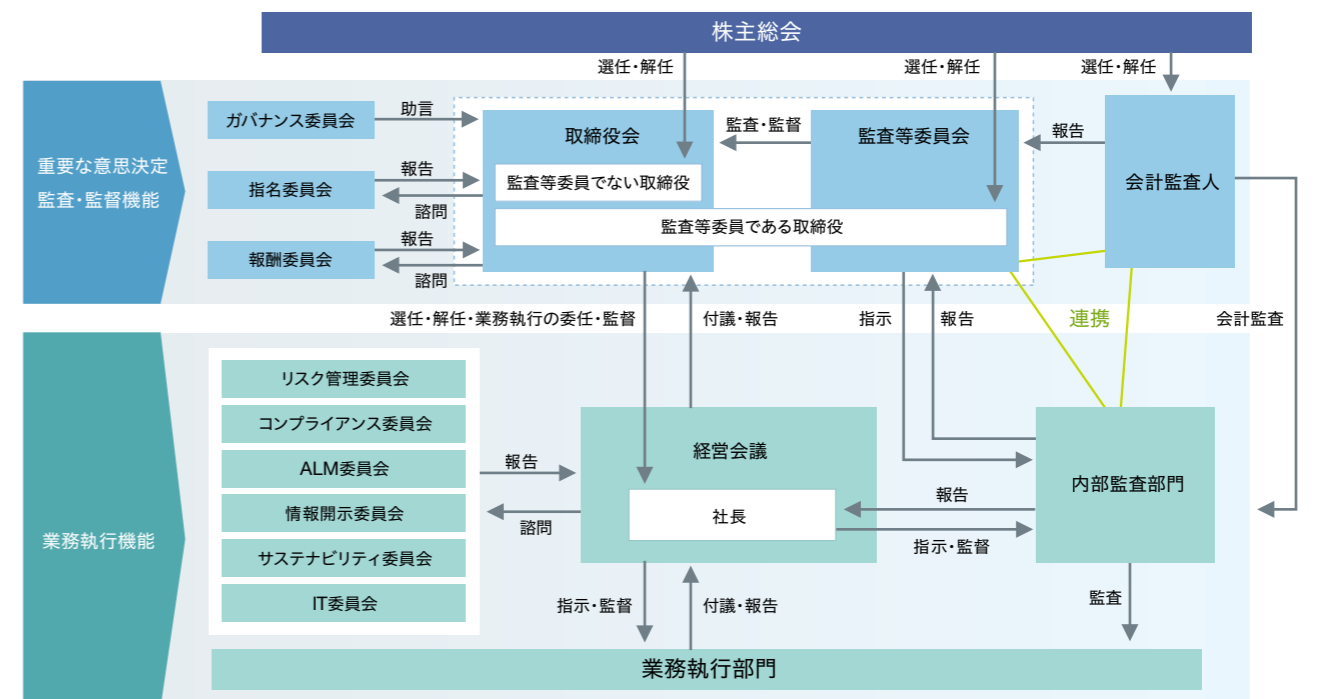 株主総会
選任・解任
選任・解任
選任・解任
重要な意思決定
監査・監督機能
ガバナンス委員会
助言
指名委員会
報告
諮問
報酬委員会
報告
諮問
取締役会
監査・監督
監査等委員会
報告
会計監査人
監査等委員でない取締役
監査等委員である取締役
選任・解任・業務執行の委任・監督
付議・報告
指示
報告
連携
会計監査
業務執行機能
リスク管理委員会
コンプライアンス委員会
ALM委員会
情報開示委員会
サステナビリティ委員会
IT委員会
報告
諮問
経営会議
社長
報告
指示・監督
内部監査部門
指示・監督
付議・報告
監査
業務執行部門